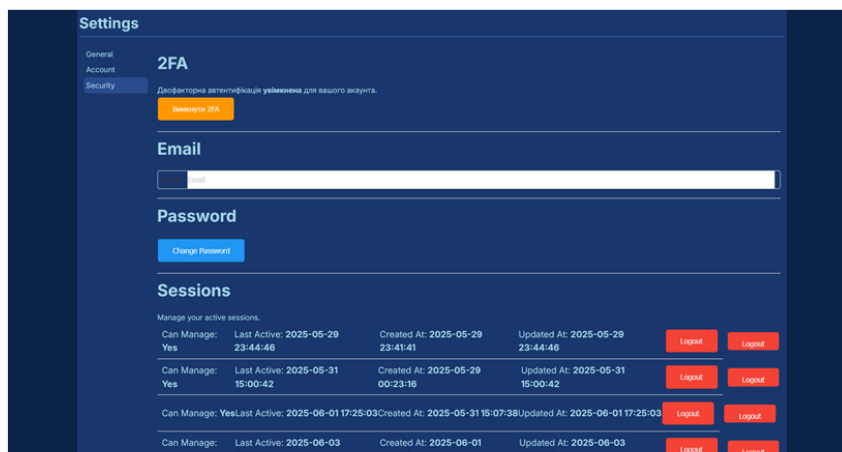 Settings
General
Account
Security
2FA
Двофакторна автентифікація увімкнена для вашого акаунта.
Вимкнути 2FA
Email
Email
Password
Change Password
Sessions
Manage your active sessions.
Can Manage: Last Active: 2025-05-29 Created At: 2025-05-29 Updated At: 2025-05-29
Yes 23:44:46 23:41:41 23:44:46 Logout Logout
Can Manage: Last Active: 2025-05-31 Created At: 2025-05-29 Updated At: 2025-05-31
Yes 15:00:42 00:23:16 15:00:42 Logout Logout
Can Manage: YesLast Active: 2025-06-01 17:25:03Created At: 2025-05-31 15:07:38Updated At: 2025-06-01 17:25:03 Logout Logout
Can Manage: Last Active: 2025-06-03 Created At: 2025-06-01 Updated At: 2025-06-03
Logout Logout